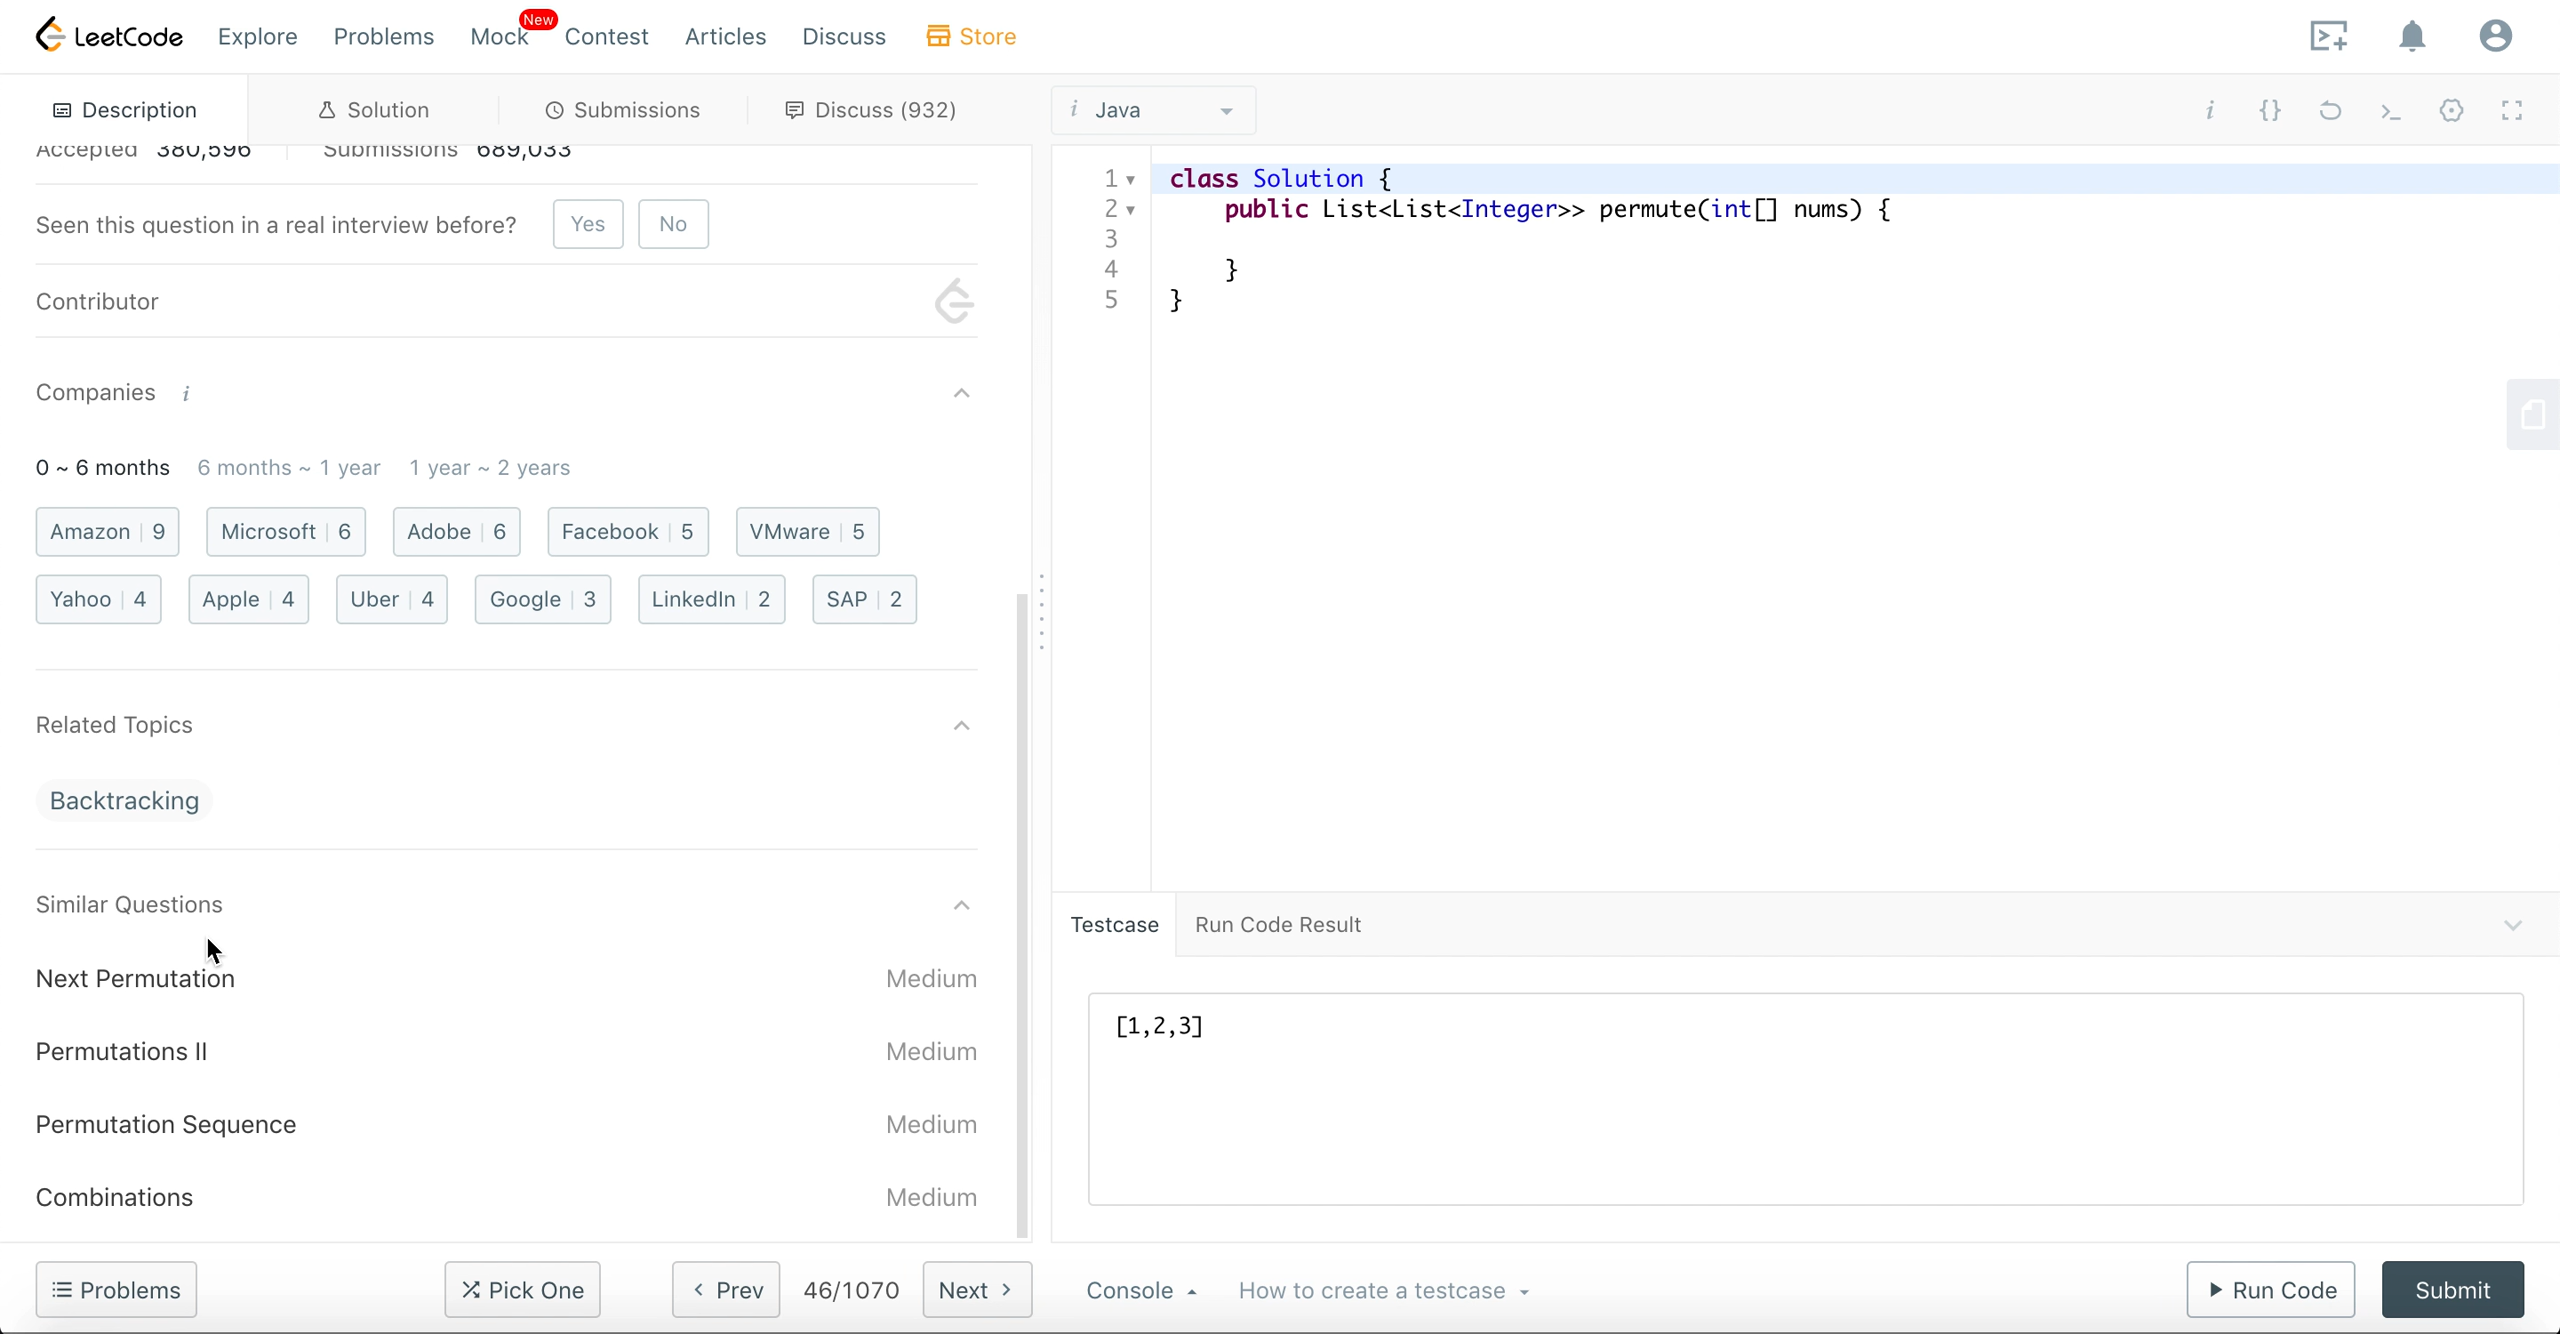 LeetCode Explore Problems Mock New Contest Articles Discuss Store
Description Solution Submissions Discuss (932)
Accepted 380,596 Submissions 689,033
Seen this question in a real interview before? Yes No
Contributor
Companies i
0 ~ 6 months 6 months ~ 1 year 1 year ~ 2 years
Amazon | 9 Microsoft | 6 Adobe | 6 Facebook | 5 VMware | 5
Yahoo | 4 Apple | 4 Uber | 4 Google | 3 LinkedIn | 2 SAP | 2
Related Topics
Backtracking
Similar Questions
Next Permutation Medium
Permutations II Medium
Permutation Sequence Medium
Combinations Medium
Problems Pick One Prev 46/1070 Next
i Java i {} >_
1 class Solution {
2 public List<List<Integer>> permute(int[] nums) {
3
4 }
5 }
Testcase Run Code Result
[1,2,3]
Console How to create a testcase Run Code Submit